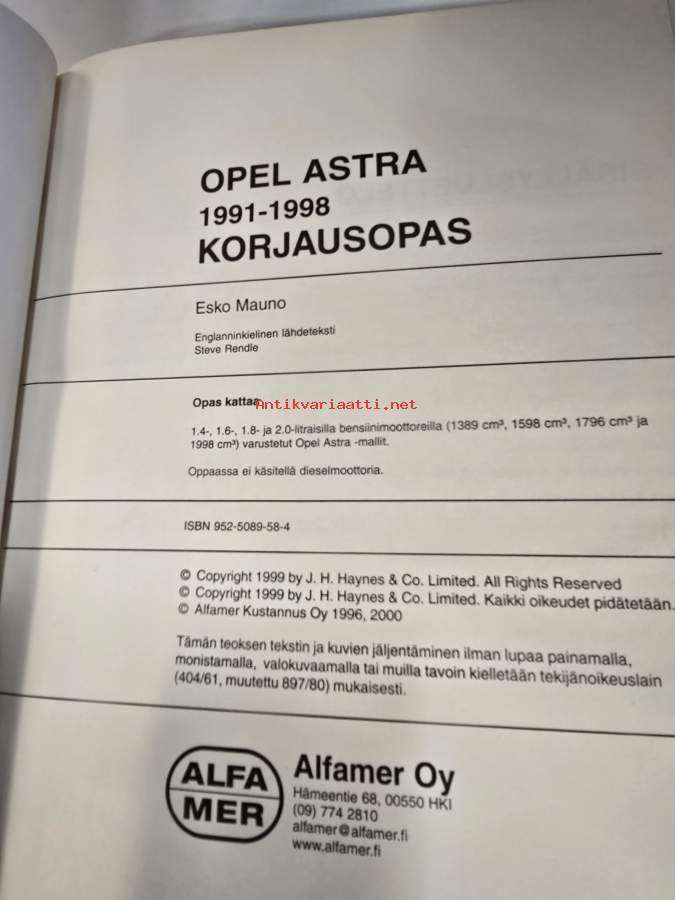 OPEL ASTRA
1991-1998
KORJAUSOPAS
Esko Mauno
Englanninkielinen lähdeteksti
Steve Rendle
Opas kattaa
Antikvariaatti.net
1.4-, 1.6-, 1.8- ja 2.0-litraisilla bensiinimoottoreilla (1389 cm³, 1598 cm³, 1796 cm³ ja
1998 cm³) varustetut Opel Astra -mallit.
Oppaassa ei käsitellä dieselmoottoria.
ISBN 952-5089-58-4
© Copyright 1999 by J. H. Haynes & Co. Limited. All Rights Reserved
© Copyright 1999 by J. H. Haynes & Co. Limited. Kaikki oikeudet pidätetään.
© Alfamer Kustannus Oy 1996, 2000
Tämän teoksen tekstin ja kuvien jäljentäminen ilman lupaa painamalla,
monistamalla, valokuvaamalla tai muilla tavoin kielletään tekijänoikeuslain
(404/61, muutettu 897/80) mukaisesti.
ALFA
MER
Alfamer Oy
Hämeentie 68, 00550 HKI
(09) 774 2810
alfamer@alfamer.fi
www.alfamer.fi